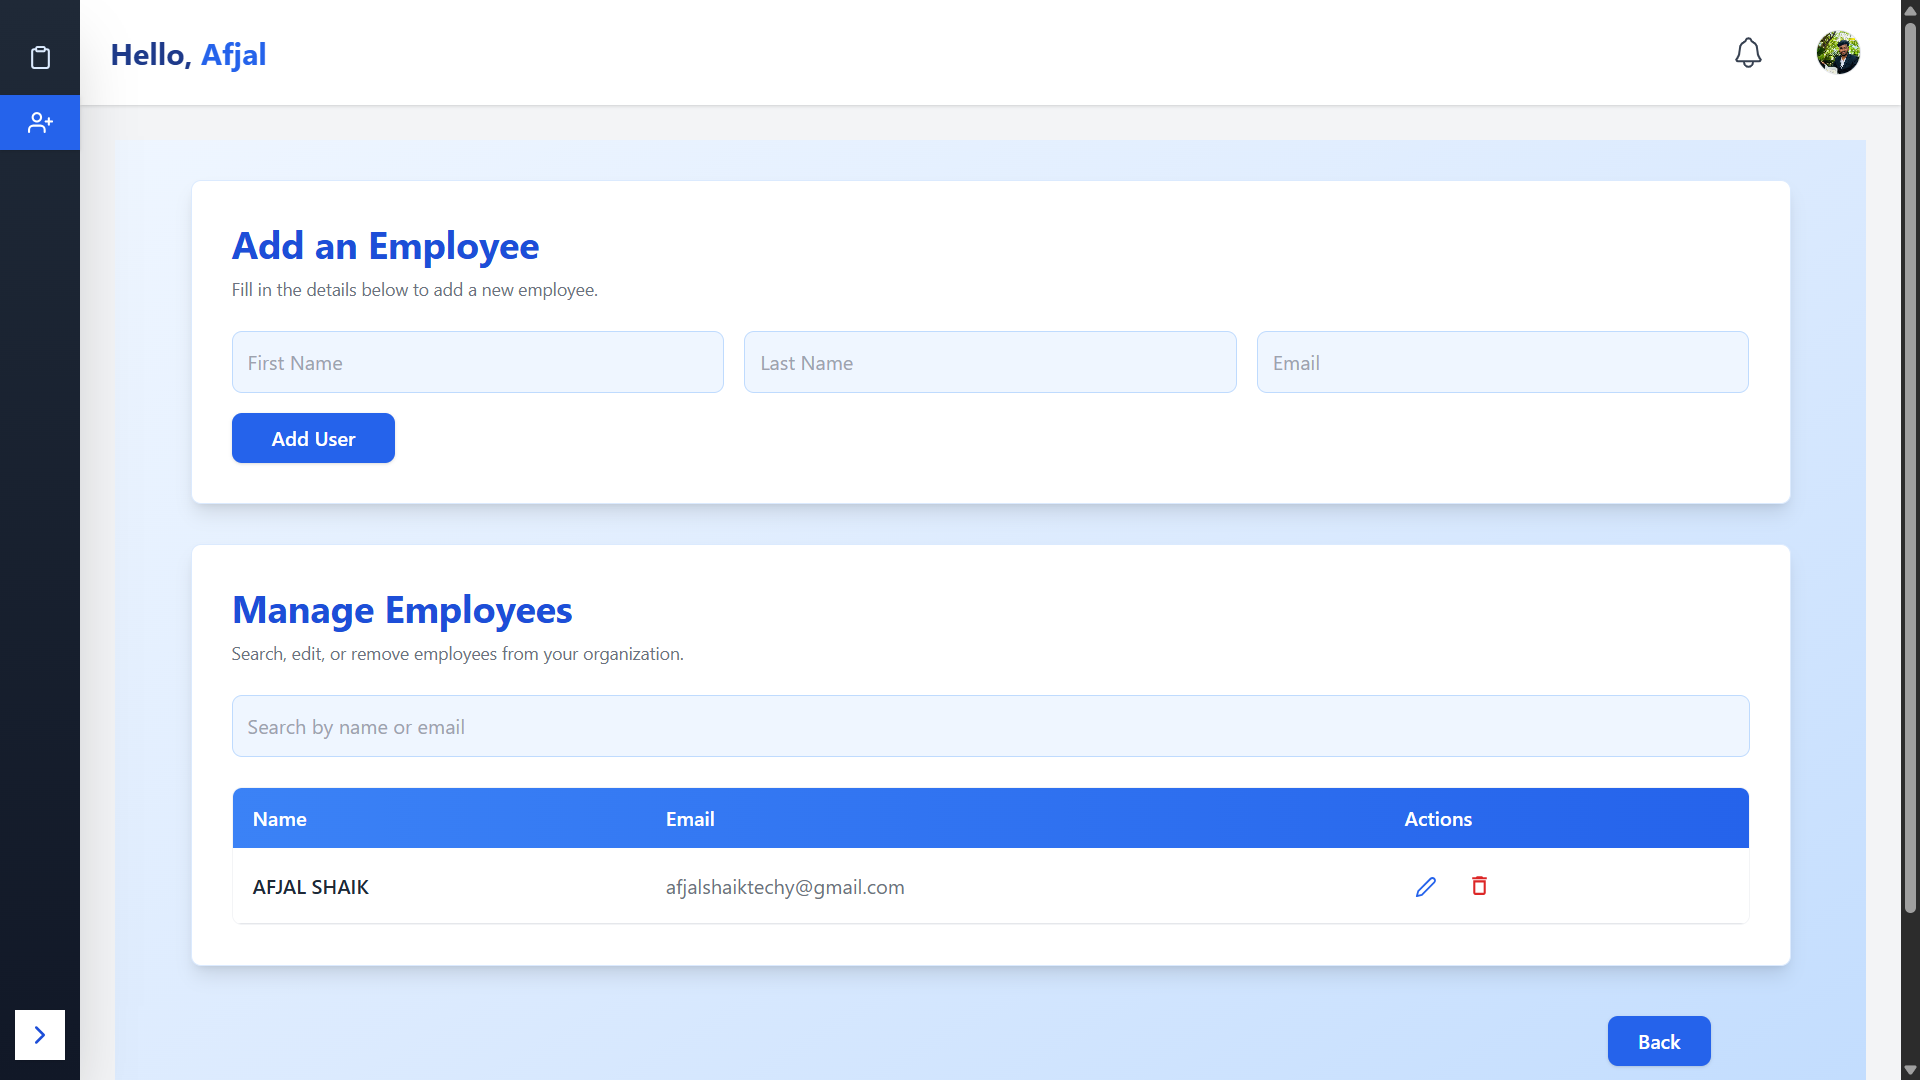 Hello, Afjal
Add an Employee
Fill in the details below to add a new employee.
First Name
Last Name
Email
Add User
Manage Employees
Search, edit, or remove employees from your organization.
Search by name or email
Name
Email
Actions
AFJAL SHAIK
afjalshaiktechy@gmail.com
Back